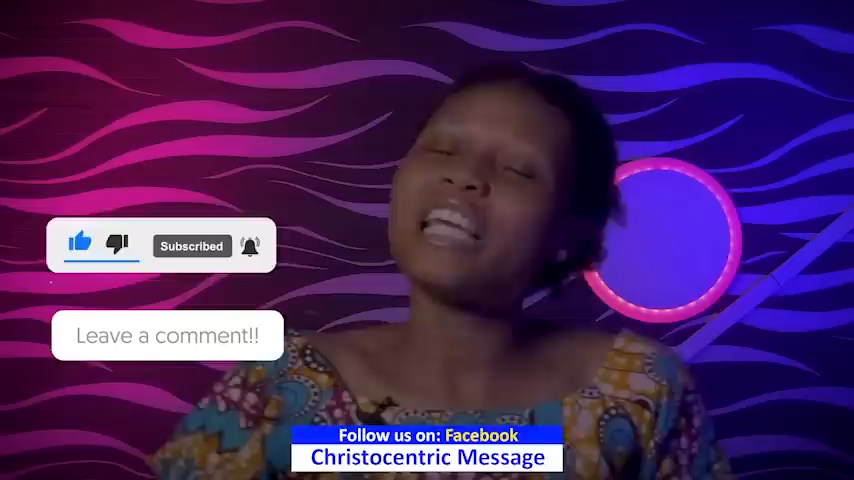 Subscribed
Leave a comment!!
Follow us on: Facebook
Christocentric Message